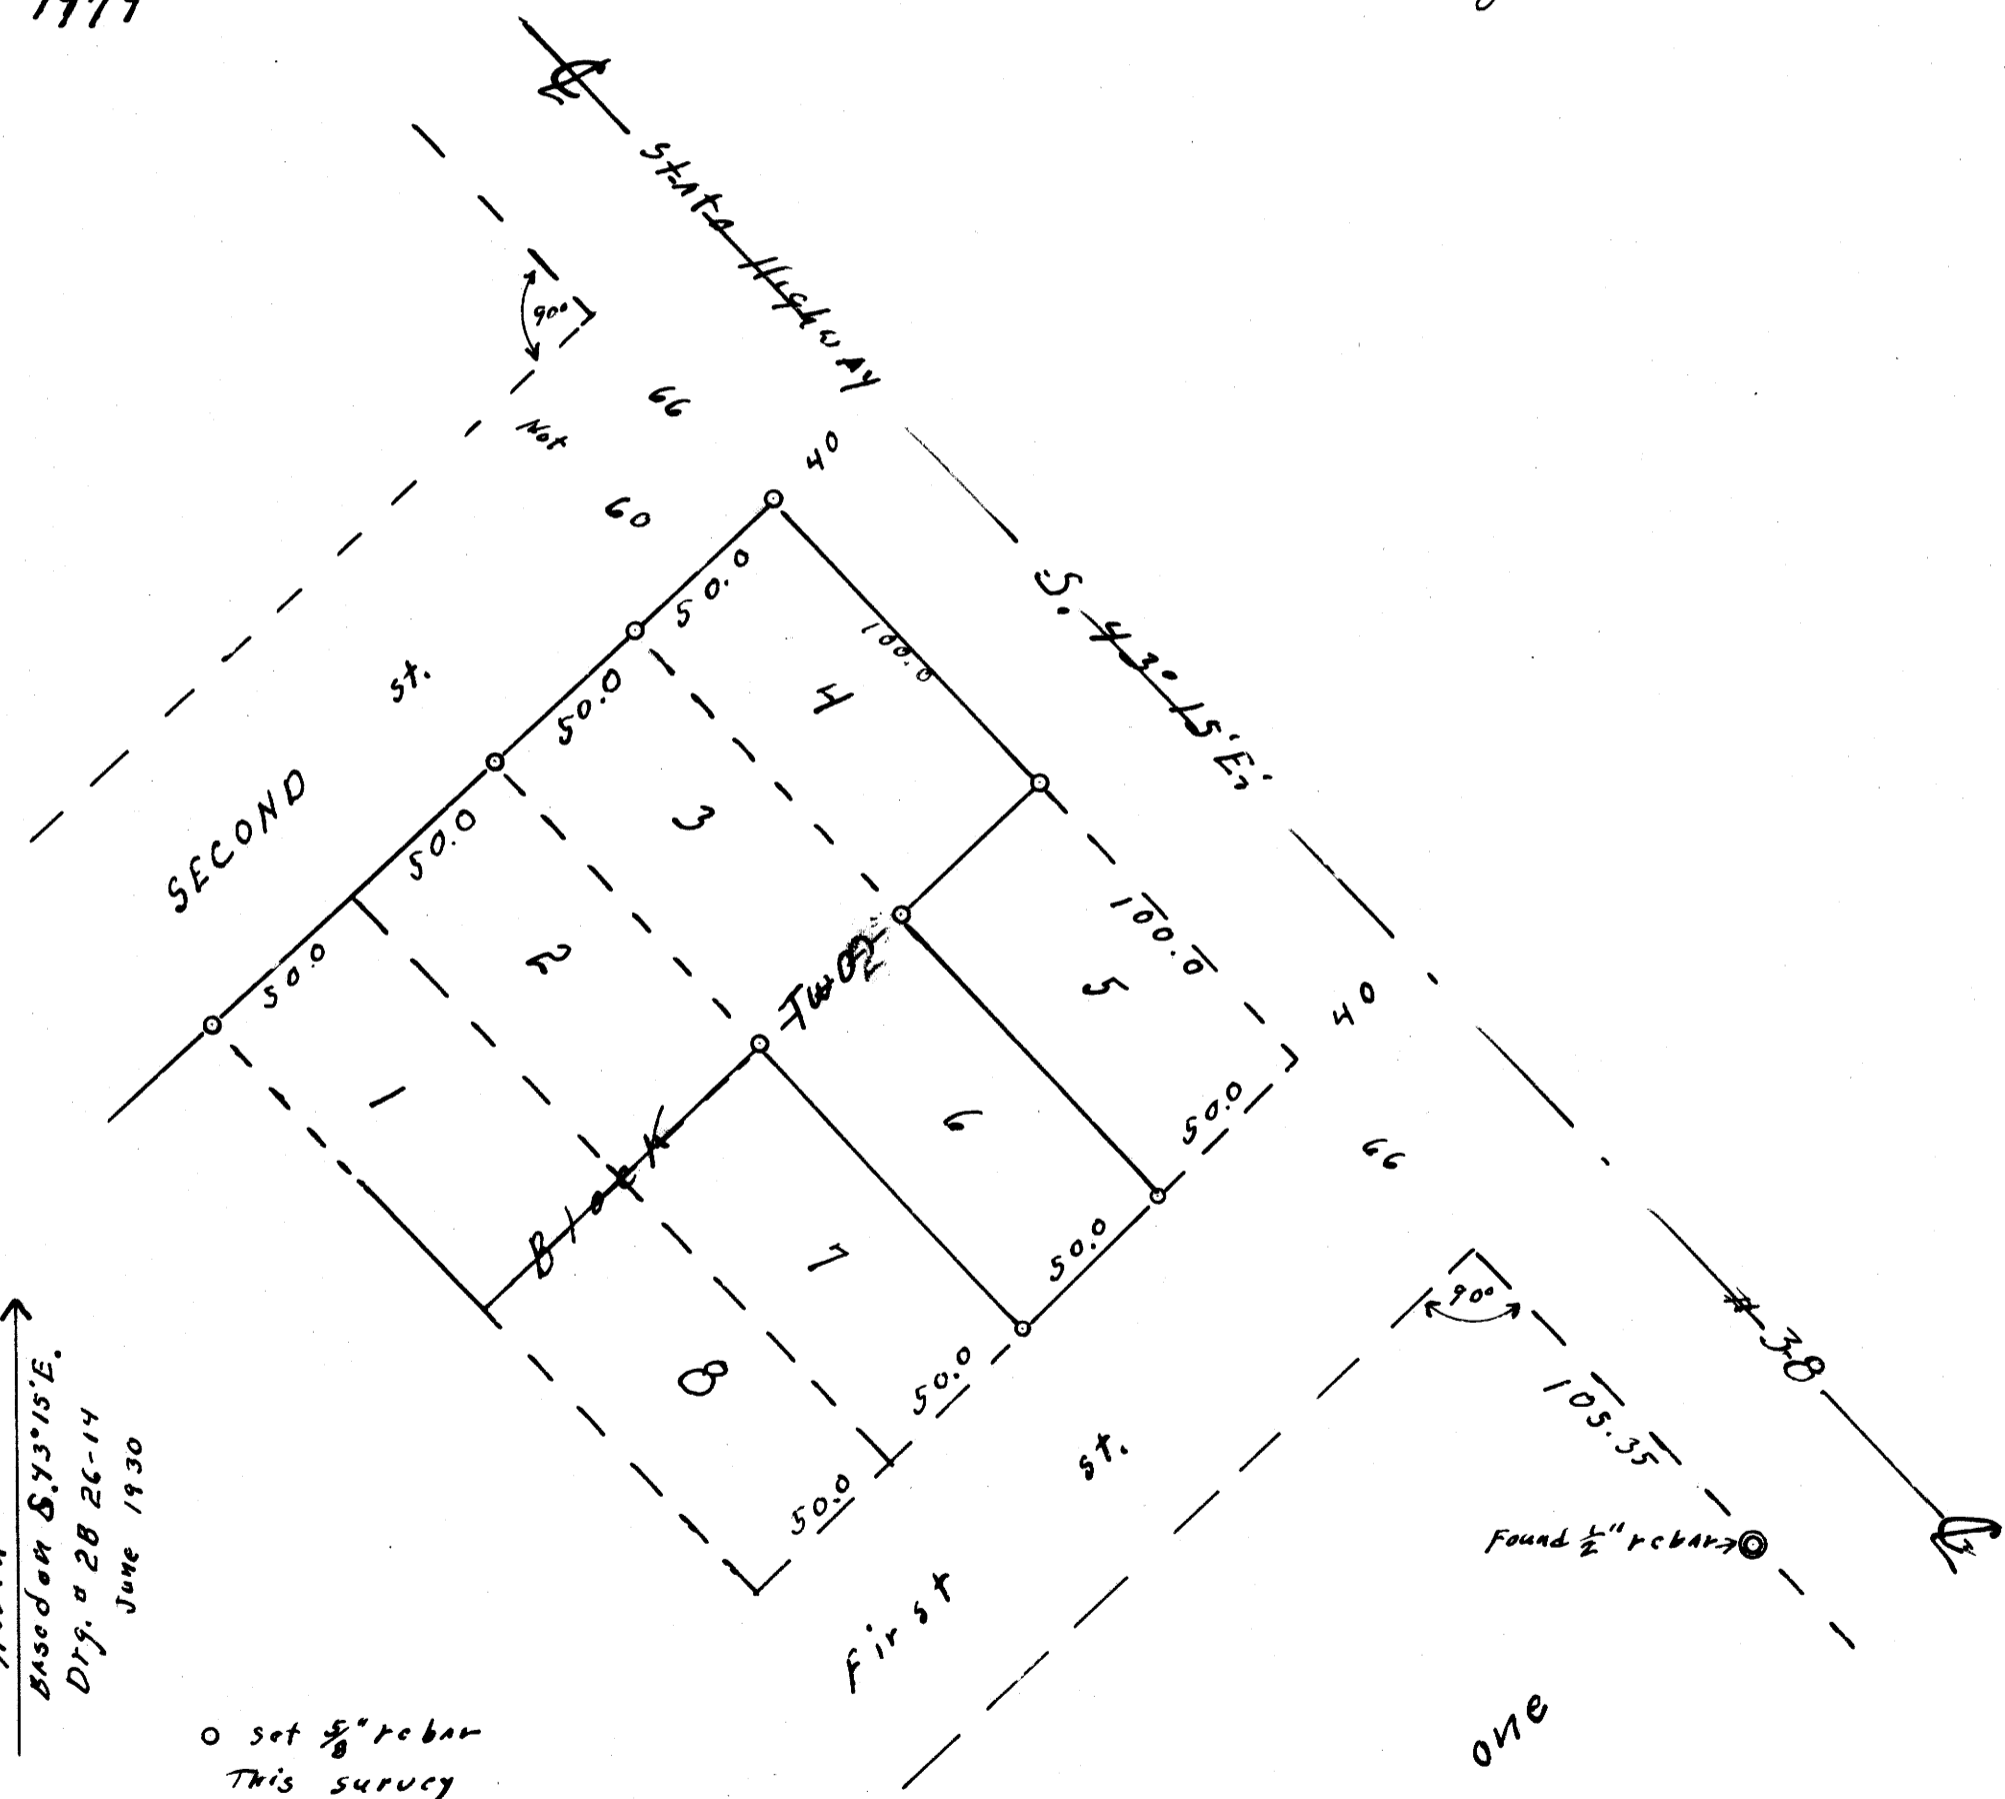 1979
State Highway
90°
66
Not
40
60
S. 43°15'E.
50.0
50.0
100.0
st.
4
SECOND
50.0
3
100.0
50.0
2
Two
5
40
1
6
50.0
66
Block
50.0
7
90°
# 38
8
50.0
105.35
st.
50.0
Found ½" rebar
First
one
Based on S.43°15'E.
Drg. # 2B 26-14
June 1930
o set ⅝" rebar
This survey